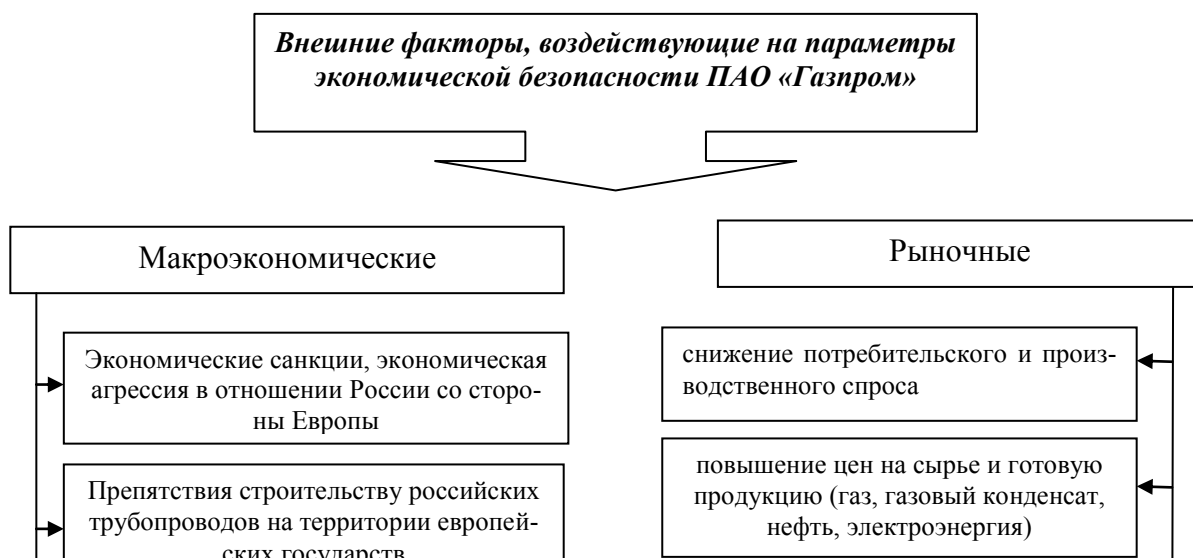 Внешние факторы, воздействующие на параметры
экономической безопасности ПАО «Газпром»
Макроэкономические
Экономические санкции, экономическая
агрессия в отношении России со сторо-
ны Европы
Препятствия строительству российских
трубопроводов на территории европей-
ских государств
Рыночные
снижение потребительского и произ-
водственного спроса
повышение цен на сырье и готовую
продукцию (газ, газовый конденсат,
нефть, электроэнергия)